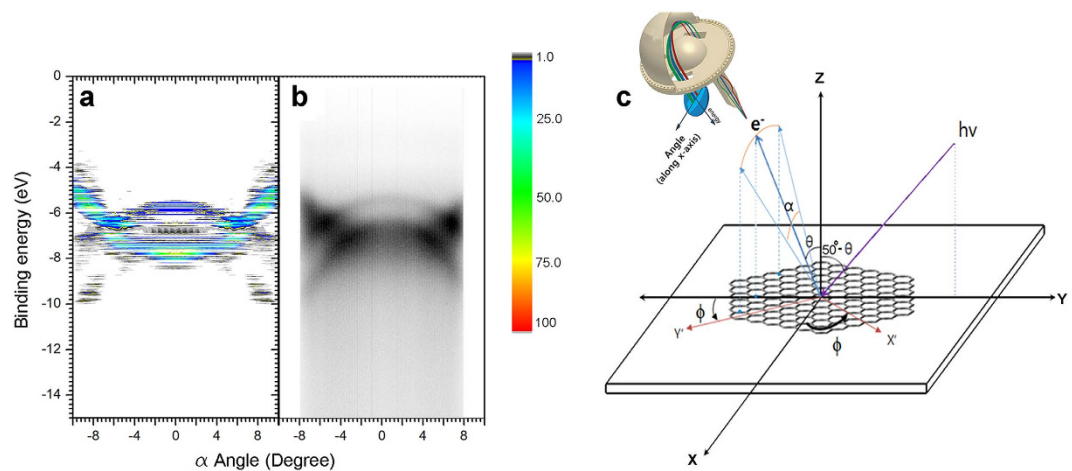 a
b
c
Binding energy (eV)
0
-2
-4
-6
-8
-10
-12
-14
-8
-4
0
4
8
-8
-4
0
4
8
α Angle (Degree)
1.0
25.0
50.0
75.0
100
energy
Angle
(along x-axis)
e-
Z
hν
α
θ
50°- θ
Y
ϕ
Y'
ϕ
X'
X